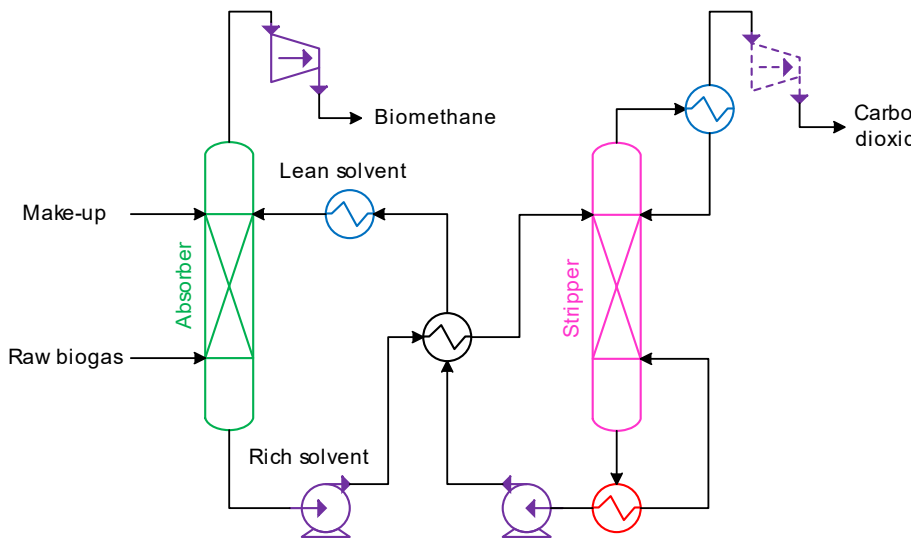 Biomethane
Carbo
dioxid
Lean solvent
Make-up
Absorber
Stripper
Raw biogas
Rich solvent